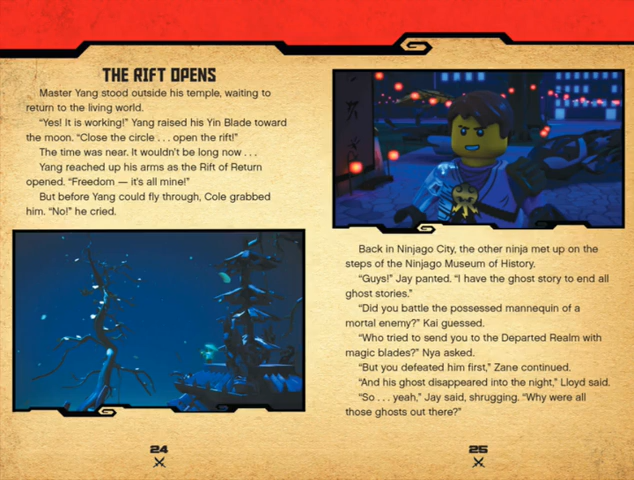 THE RIFT OPENS
Master Yang stood outside his temple, waiting to
return to the living world.
“Yes! It is working!” Yang raised his Yin Blade toward
the moon. “Close the circle . . . open the rift!”
The time was near. It wouldn’t be long now . . .
Yang reached up his arms as the Rift of Return
opened. “Freedom — it’s all mine!”
But before Yang could fly through, Cole grabbed
him. “No!” he cried.
24
Back in Ninjago City, the other ninja met up on the
steps of the Ninjago Museum of History.
“Guys!” Jay panted. “I have the ghost story to end all
ghost stories.”
“Did you battle the possessed mannequin of a
mortal enemy?” Kai guessed.
“Who tried to send you to the Departed Realm with
magic blades?” Nya asked.
“But you defeated him first,” Zane continued.
“And his ghost disappeared into the night,” Lloyd said.
“So . . . yeah,” Jay said, shrugging. “Why were all
those ghosts out there?”
25